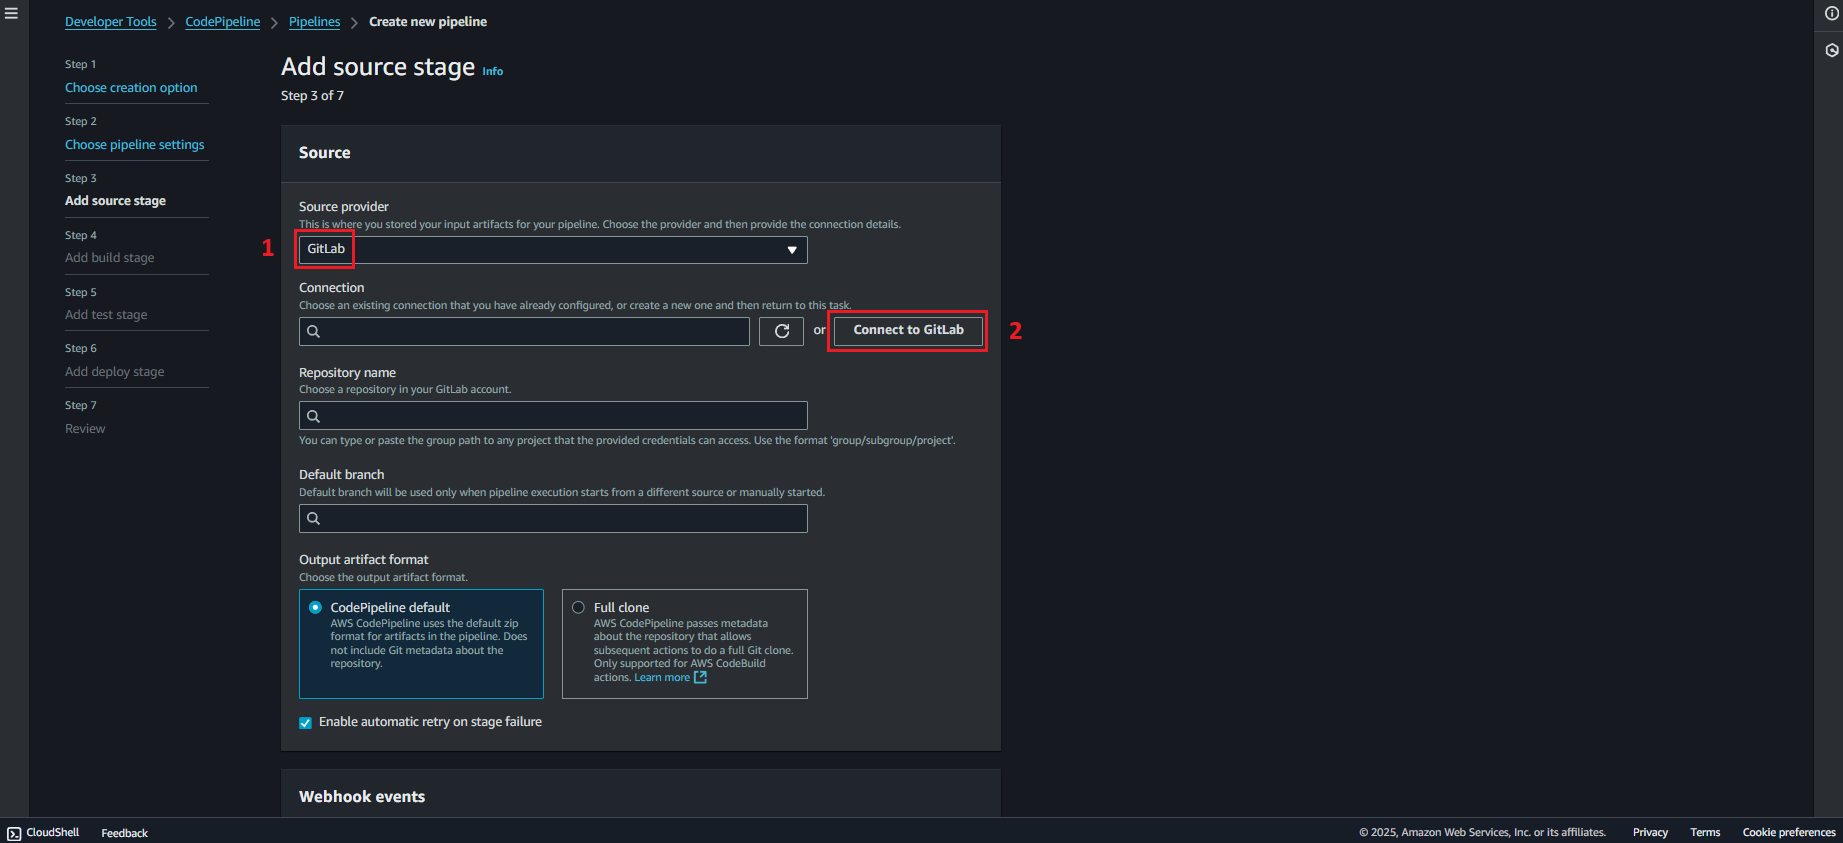 Developer Tools > CodePipeline > Pipelines > Create new pipeline
Step 1
Choose creation option
Step 2
Choose pipeline settings
Step 3
Add source stage
Step 4
Add build stage
Step 5
Add test stage
Step 6
Add deploy stage
Step 7
Review
Add source stage Info
Step 3 of 7
Source
Source provider
This is where you stored your input artifacts for your pipeline. Choose the provider and then provide the connection details.
1
GitLab
Connection
Choose an existing connection that you have already configured, or create a new one and then return to this task.
or
Connect to GitLab
2
Repository name
Choose a repository in your GitLab account.
You can type or paste the group path to any project that the provided credentials can access. Use the format 'group/subgroup/project'.
Default branch
Default branch will be used only when pipeline execution starts from a different source or manually started.
Output artifact format
Choose the output artifact format.
CodePipeline default
AWS CodePipeline uses the default zip
format for artifacts in the pipeline. Does
not include Git metadata about the
repository.
Full clone
AWS CodePipeline passes metadata
about the repository that allows
subsequent actions to do a full Git clone.
Only supported for AWS CodeBuild
actions. Learn more
Enable automatic retry on stage failure
Webhook events
CloudShell
Feedback
© 2025, Amazon Web Services, Inc. or its affiliates.
Privacy
Terms
Cookie preferences